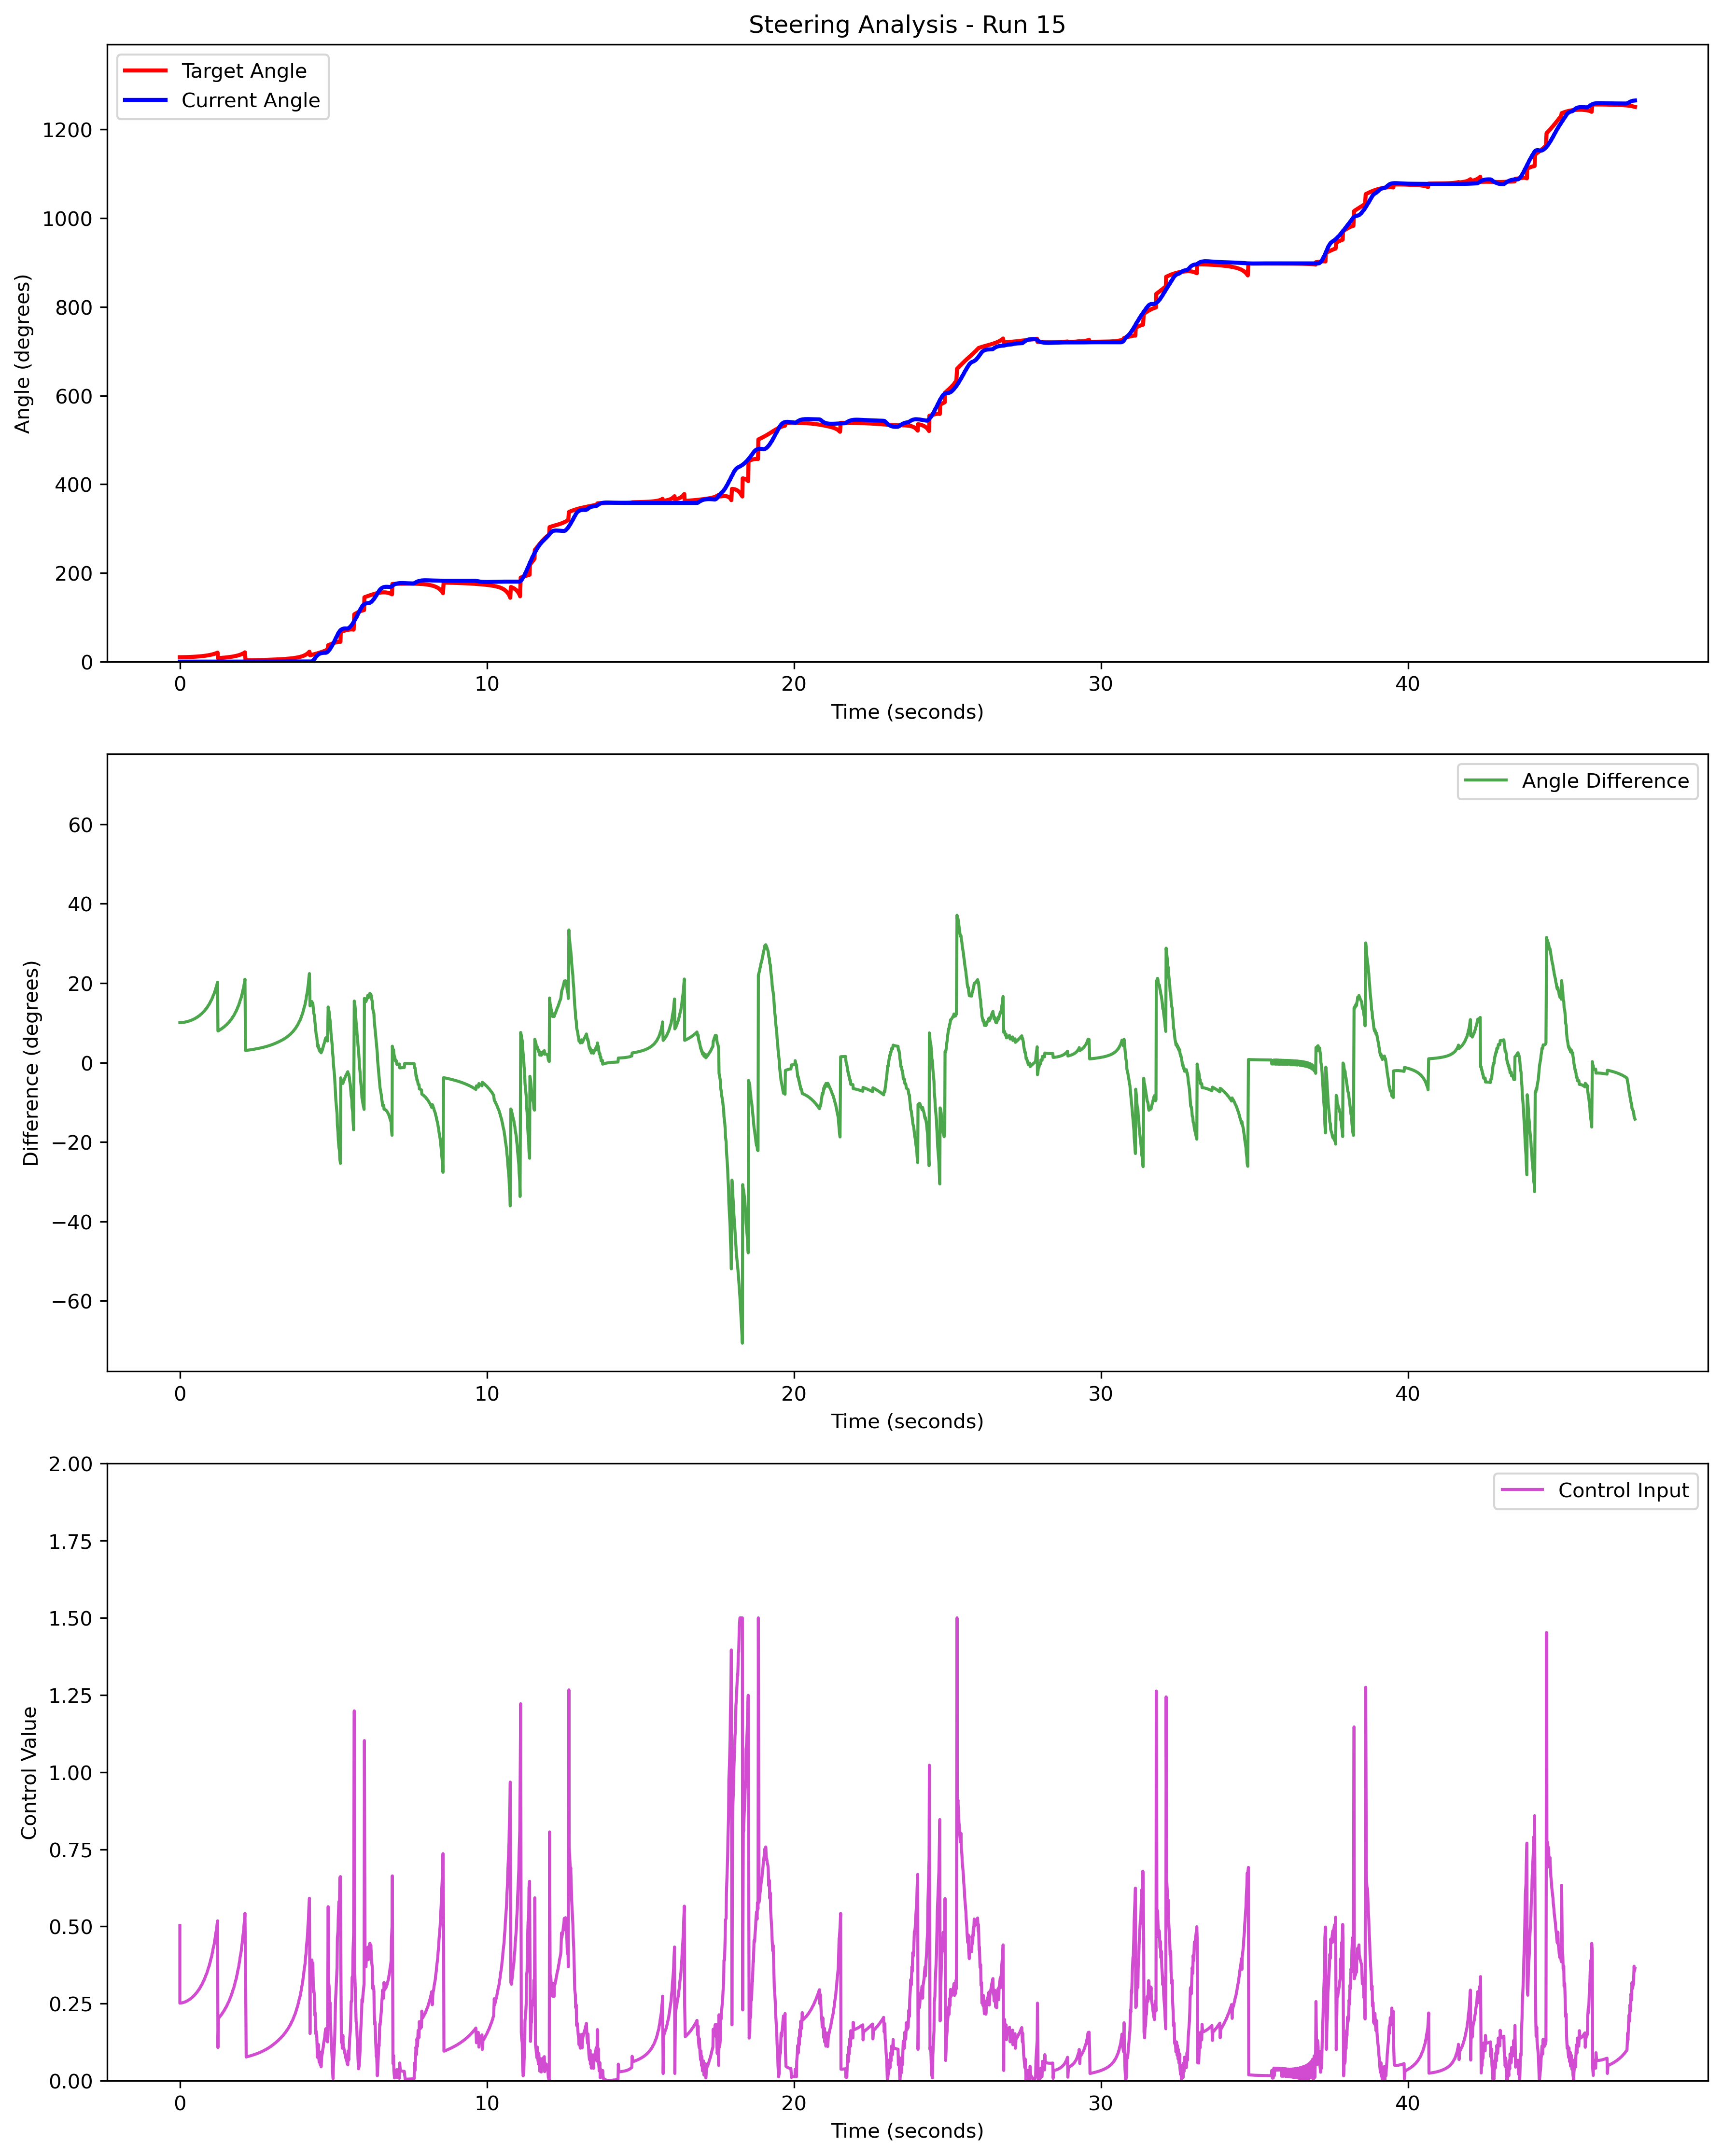 Steering Analysis - Run 15
Target Angle
Current Angle
Angle (degrees)
1200
1000
800
600
400
200
0
0 10 20 30 40
Time (seconds)
Angle Difference
Difference (degrees)
60
40
20
0
−20
−40
−60
0 10 20 30 40
Time (seconds)
Control Input
Control Value
2.00
1.75
1.50
1.25
1.00
0.75
0.50
0.25
0.00
0 10 20 30 40
Time (seconds)